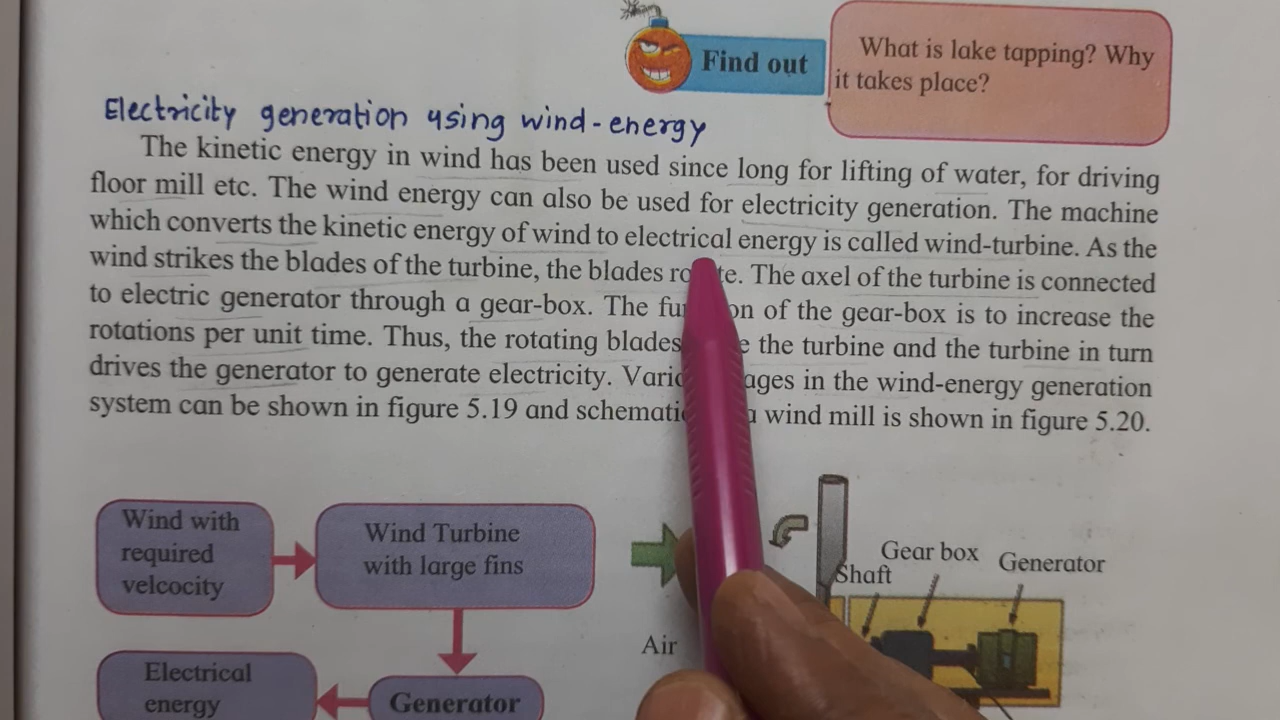 Find out
What is lake tapping? Why
it takes place?
Electricity generation using wind-energy
The kinetic energy in wind has been used since long for lifting of water, for driving
floor mill etc. The wind energy can also be used for electricity generation. The machine
which converts the kinetic energy of wind to electrical energy is called wind-turbine. As the
wind strikes the blades of the turbine, the blades The axel of the turbine is connected
to electric generator through a gear-box. The of the gear-box is to increase the
rotations per unit time. Thus, the rotating blades the turbine and the turbine in turn
drives the generator to generate electricity. in the wind-energy generation
system can be shown in figure 5.19 and wind mill is shown in figure 5.20.
Wind with
required
velcocity
Wind Turbine
with large fins
Gear box
Generator
Shaft
Air
Electrical
energy
Generator